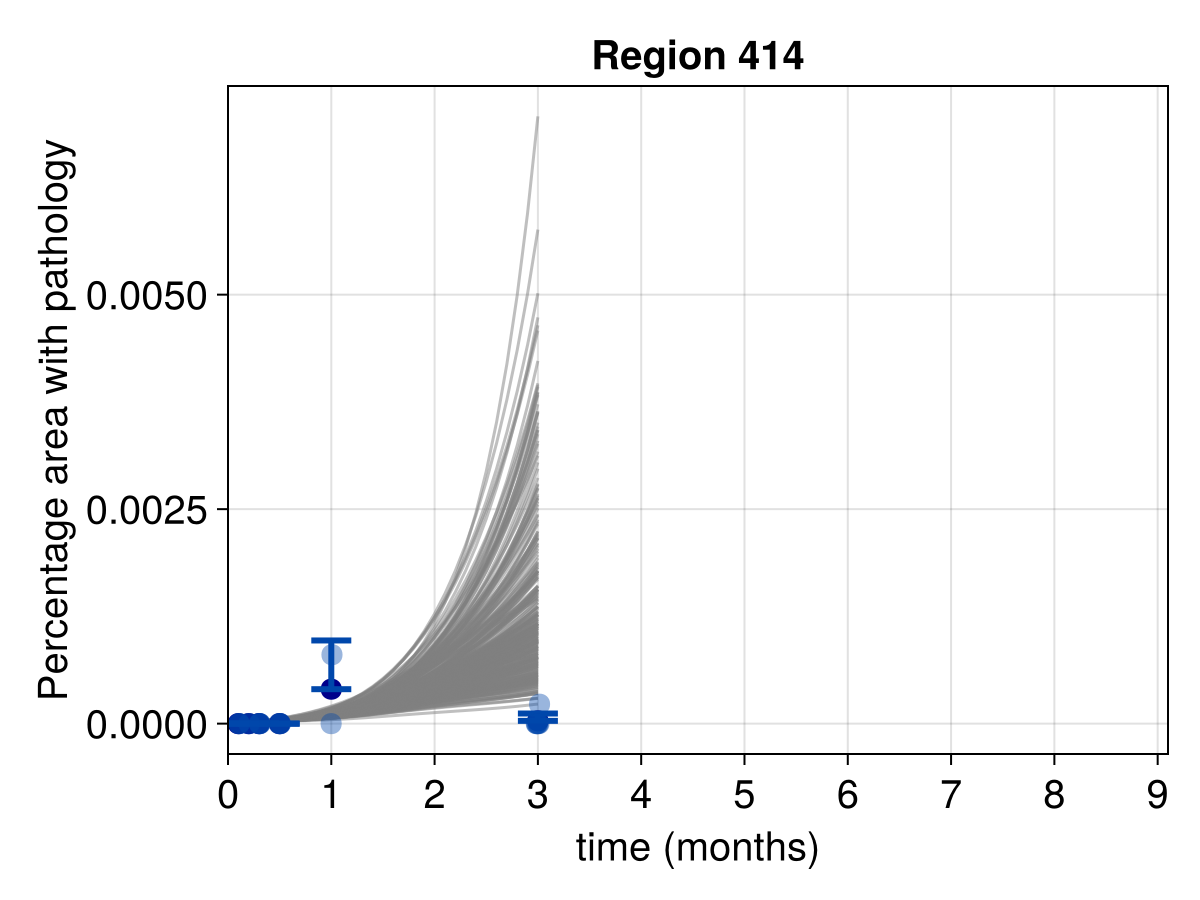 Region 414
Percentage area with pathology
0.0050
0.0025
0.0000
0 1 2 3 4 5 6 7 8 9
time (months)